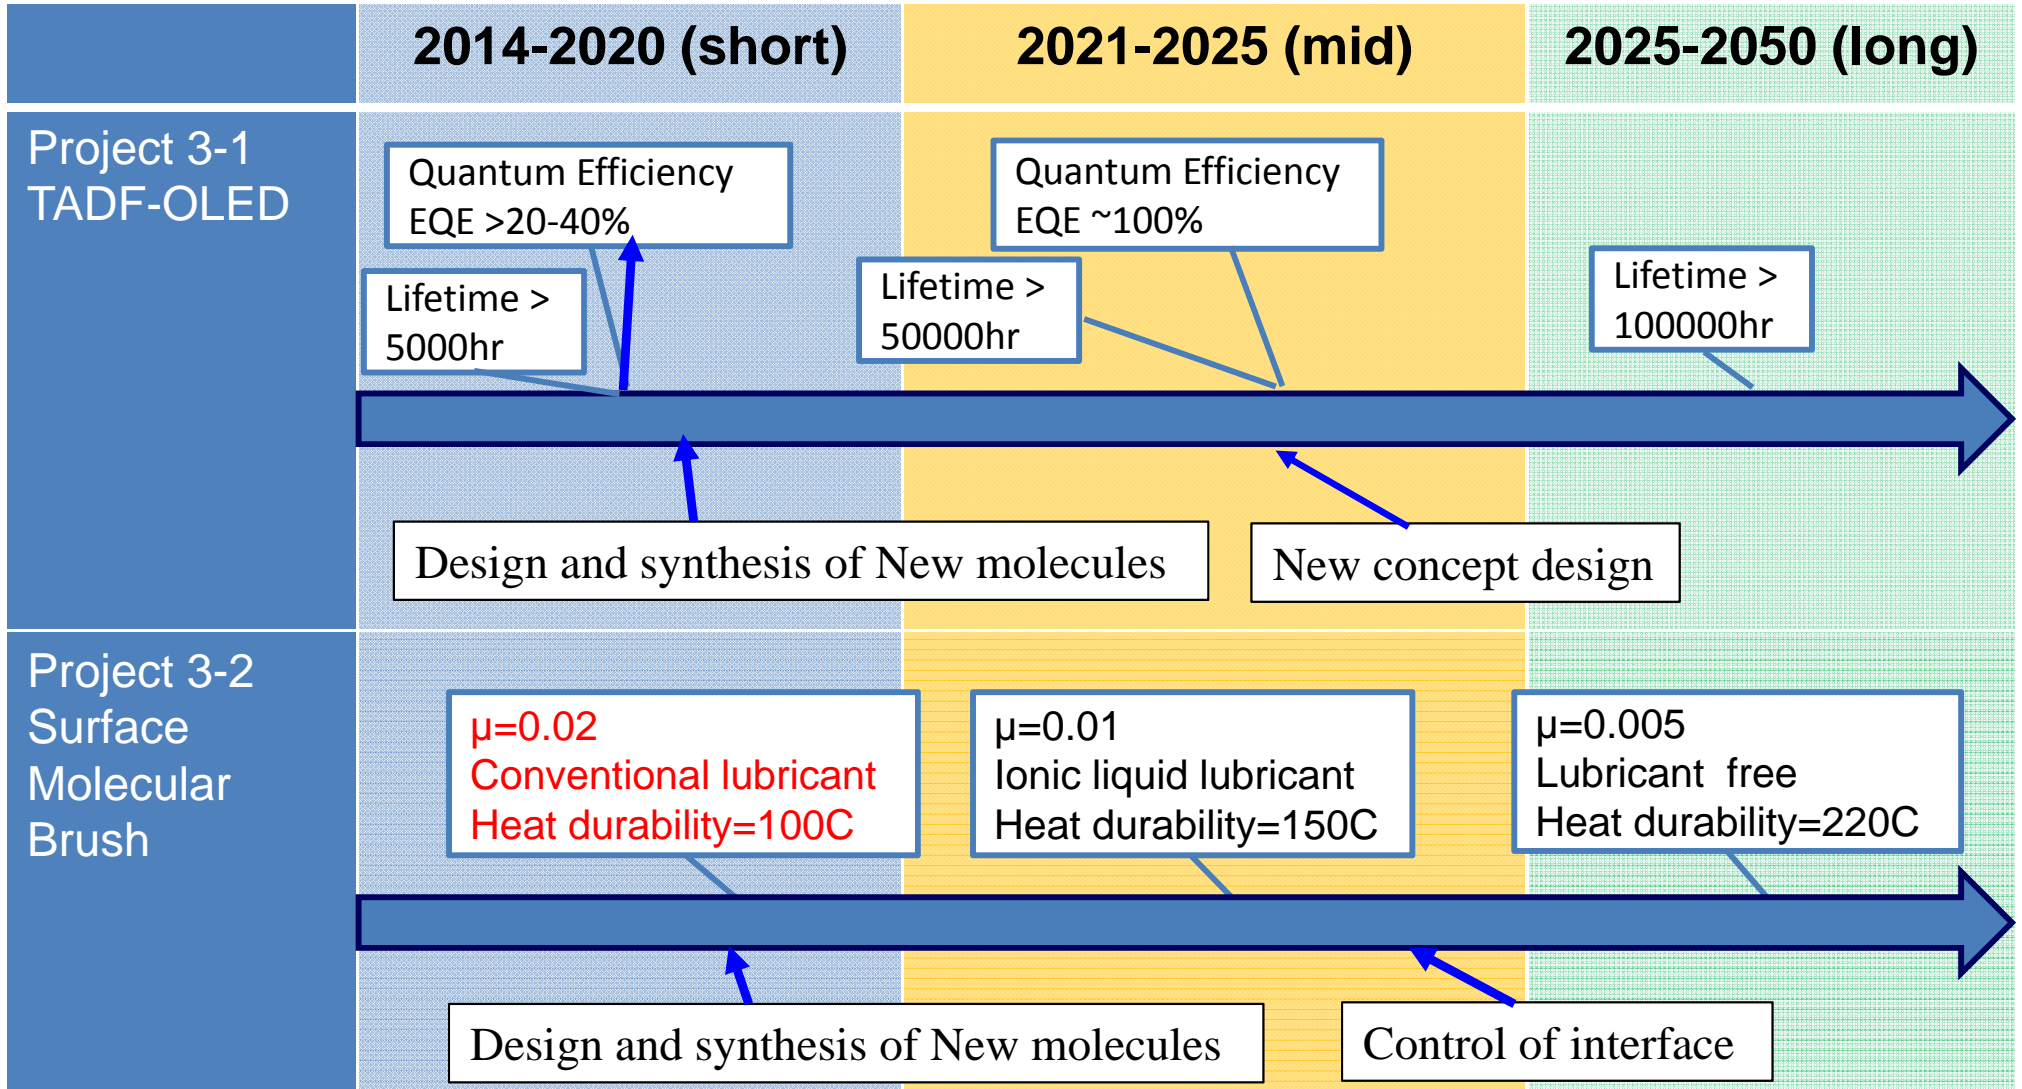 2014-2020 (short)
2021-2025 (mid)
2025-2050 (long)
Project 3-1
TADF-OLED
Quantum Efficiency
EQE >20-40%
Lifetime >
5000hr
Quantum Efficiency
EQE ~100%
Lifetime >
50000hr
Lifetime >
100000hr
Design and synthesis of New molecules
New concept design
Project 3-2
Surface
Molecular
Brush
µ=0.02
Conventional lubricant
Heat durability=100C
µ=0.01
Ionic liquid lubricant
Heat durability=150C
µ=0.005
Lubricant free
Heat durability=220C
Design and synthesis of New molecules
Control of interface